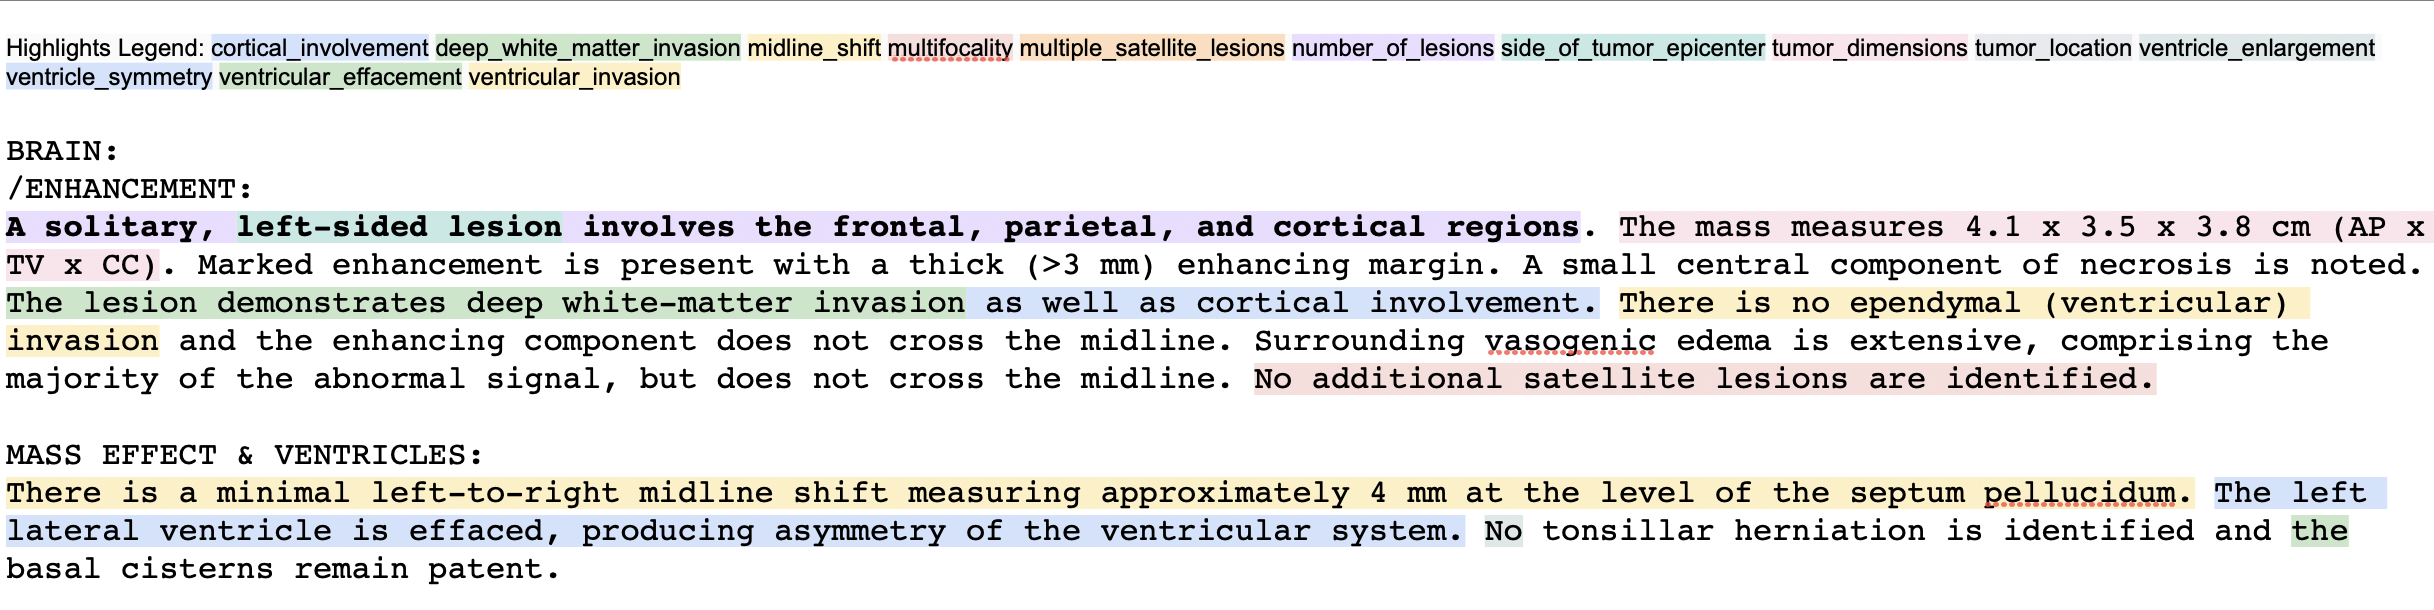 Highlights Legend: cortical_involvement deep_white_matter_invasion midline_shift multifocality multiple_satellite_lesions number_of_lesions side_of_tumor_epicenter tumor_dimensions tumor_location ventricle_enlargement
ventricle_symmetry ventricular_effacement ventricular_invasion
BRAIN:
/ENHANCEMENT:
A solitary, left-sided lesion involves the frontal, parietal, and cortical regions. The mass measures 4.1 x 3.5 x 3.8 cm (AP x
TV x CC). Marked enhancement is present with a thick (>3 mm) enhancing margin. A small central component of necrosis is noted.
The lesion demonstrates deep white-matter invasion as well as cortical involvement. There is no ependymal (ventricular)
invasion and the enhancing component does not cross the midline. Surrounding vasogenic edema is extensive, comprising the
majority of the abnormal signal, but does not cross the midline. No additional satellite lesions are identified.
MASS EFFECT & VENTRICLES:
There is a minimal left-to-right midline shift measuring approximately 4 mm at the level of the septum pellucidum. The left
lateral ventricle is effaced, producing asymmetry of the ventricular system. No tonsillar herniation is identified and the
basal cisterns remain patent.